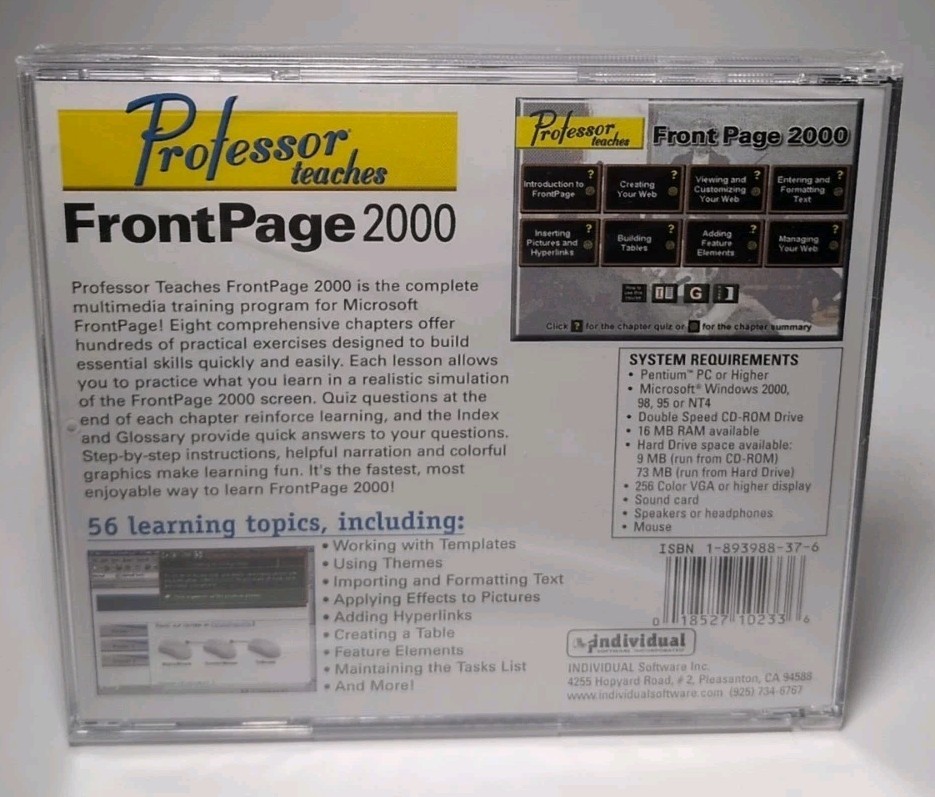 Professor
teaches
FrontPage 2000
Professor Teaches FrontPage 2000 is the complete
multimedia training program for Microsoft
FrontPage! Eight comprehensive chapters offer
hundreds of practical exercises designed to build
essential skills quickly and easily. Each lesson allows
you to practice what you learn in a realistic simulation
of the FrontPage 2000 screen. Quiz questions at the
end of each chapter reinforce learning, and the Index
and Glossary provide quick answers to your questions.
Step-by-step instructions, helpful narration and colorful
graphics make learning fun. It's the fastest, most
enjoyable way to learn FrontPage 2000!
56 learning topics, including:
• Working with Templates
• Using Themes
• Importing and Formatting Text
• Applying Effects to Pictures
• Adding Hyperlinks
• Creating a Table
• Feature Elements
• Maintaining the Tasks List
• And More!
Professor
teaches
Front Page 2000
Introduction to
FrontPage
?
Creating
Your Web
?
Viewing and
Customizing
Your Web
?
Entering and
Formatting
Text
?
Inserting
Pictures and
Hyperlinks
?
Building
Tables
?
Adding
Feature
Elements
?
Managing
Your Web
?
G
Click ? for the chapter quiz or for the chapter summary
SYSTEM REQUIREMENTS
• Pentium™ PC or Higher
• Microsoft® Windows 2000,
98, 95 or NT4
• Double Speed CD-ROM Drive
• 16 MB RAM available
• Hard Drive space available:
9 MB (run from CD-ROM)
73 MB (run from Hard Drive)
• 256 Color VGA or higher display
• Sound card
• Speakers or headphones
• Mouse
ISBN 1-893988-37-6
0 18527 10233 6
individual
SOFTWARE INCORPORATED
INDIVIDUAL Software Inc.
4255 Hopyard Road, # 2, Pleasanton, CA 94588
www.individualsoftware.com (925) 734-6767